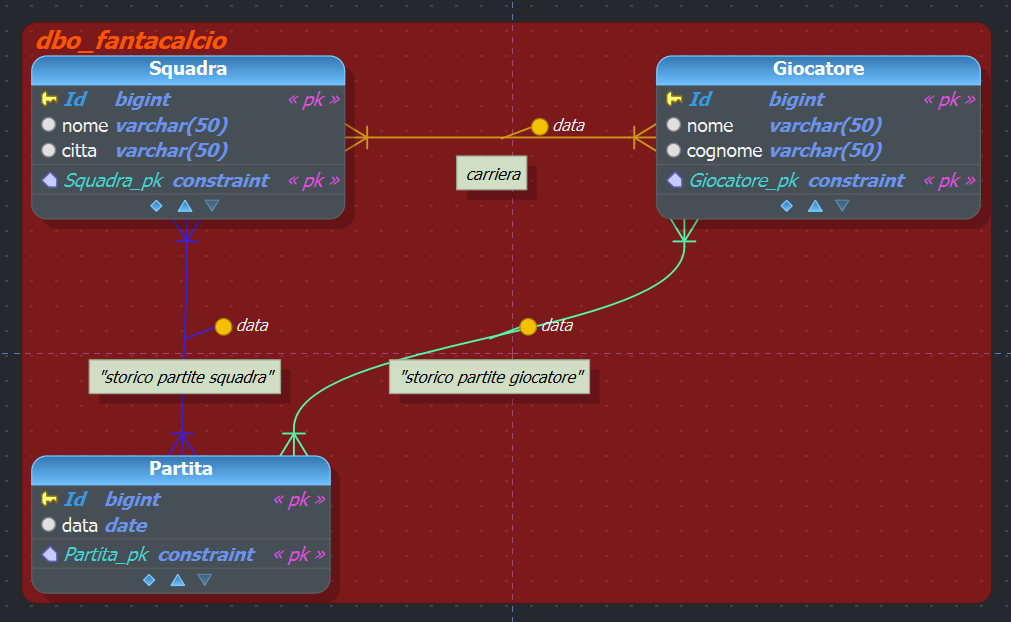 dbo_fantacalcio
Squadra
Id bigint « pk »
nome varchar(50)
citta varchar(50)
Squadra_pk constraint « pk »
Giocatore
Id bigint « pk »
nome varchar(50)
cognome varchar(50)
Giocatore_pk constraint « pk »
data
carriera
data
"storico partite squadra"
data
"storico partite giocatore"
Partita
Id bigint « pk »
data date
Partita_pk constraint « pk »